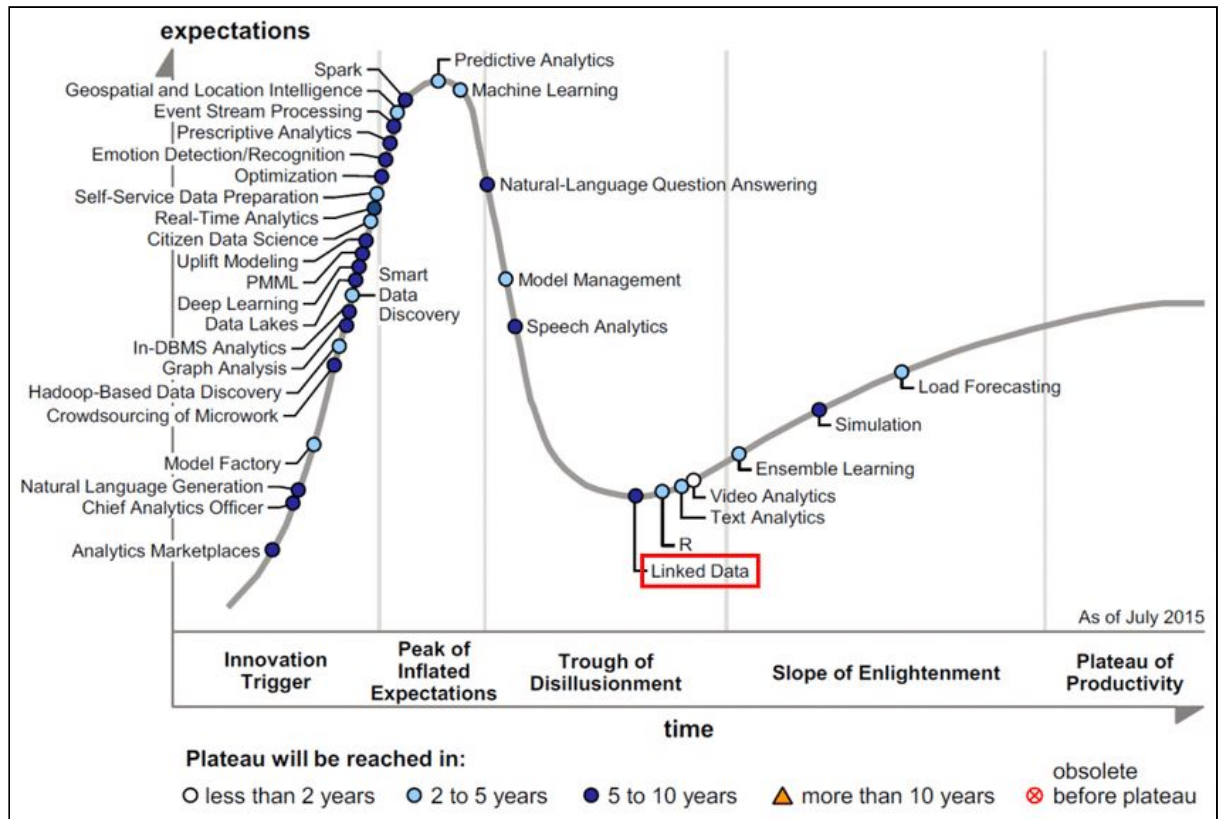 expectations
Spark
Geospatial and Location Intelligence
Event Stream Processing
Prescriptive Analytics
Emotion Detection/Recognition
Optimization
Self-Service Data Preparation
Real-Time Analytics
Citizen Data Science
Uplift Modeling
PMML
Deep Learning
Data Lakes
In-DBMS Analytics
Graph Analysis
Hadoop-Based Data Discovery
Crowdsourcing of Microwork
Model Factory
Natural Language Generation
Chief Analytics Officer
Analytics Marketplaces
Smart
Data
Discovery
Predictive Analytics
Machine Learning
Natural-Language Question Answering
Model Management
Speech Analytics
Load Forecasting
Simulation
Ensemble Learning
Video Analytics
Text Analytics
R
Linked Data
As of July 2015
Innovation
Trigger
Peak of
Inflated
Expectations
Trough of
Disillusionment
Slope of Enlightenment
Plateau of
Productivity
time
Plateau will be reached in:
less than 2 years
2 to 5 years
5 to 10 years
more than 10 years
obsolete
before plateau